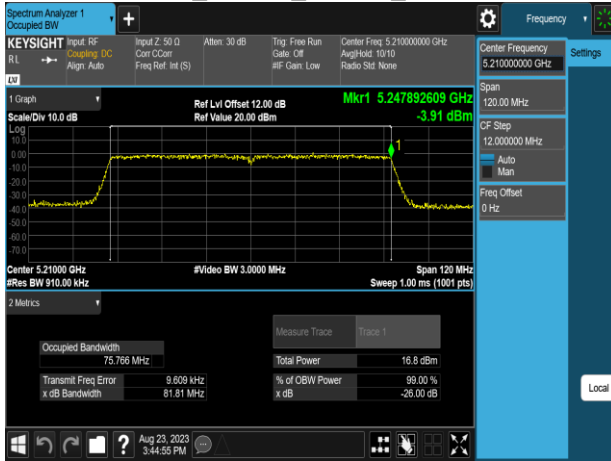 Spectrum Analyzer 1
Occupied BW
Frequency
KEYSIGHT
RL
LXI
Input: RF
Coupling: DC
Align: Auto
Input Z: 50 Ω
Corr CCorr
Freq Ref: Int (S)
Atten: 30 dB
Trig: Free Run
Gate: Off
#IF Gain: Low
Center Freq: 5.210000000 GHz
Avg|Hold: 10/10
Radio Std: None
Center Frequency
5.210000000 GHz
Settings
Span
120.00 MHz
CF Step
12.000000 MHz
Auto
Man
Freq Offset
0 Hz
Local
1 Graph
Scale/Div 10.0 dB
Ref Lvl Offset 12.00 dB
Ref Value 20.00 dBm
Mkr1 5.247892609 GHz
-3.91 dBm
Log
10.0
0.00
-10.0
-20.0
-30.0
-40.0
-50.0
-60.0
-70.0
1
Center 5.21000 GHz
#Res BW 910.00 kHz
#Video BW 3.0000 MHz
Span 120 MHz
Sweep 1.00 ms (1001 pts)
2 Metrics
Measure Trace Trace 1
Occupied Bandwidth
75.766 MHz
Total Power 16.8 dBm
Transmit Freq Error 9.609 kHz
% of OBW Power 99.00 %
x dB Bandwidth 81.81 MHz
x dB -26.00 dB
Aug 23, 2023
3:44:55 PM